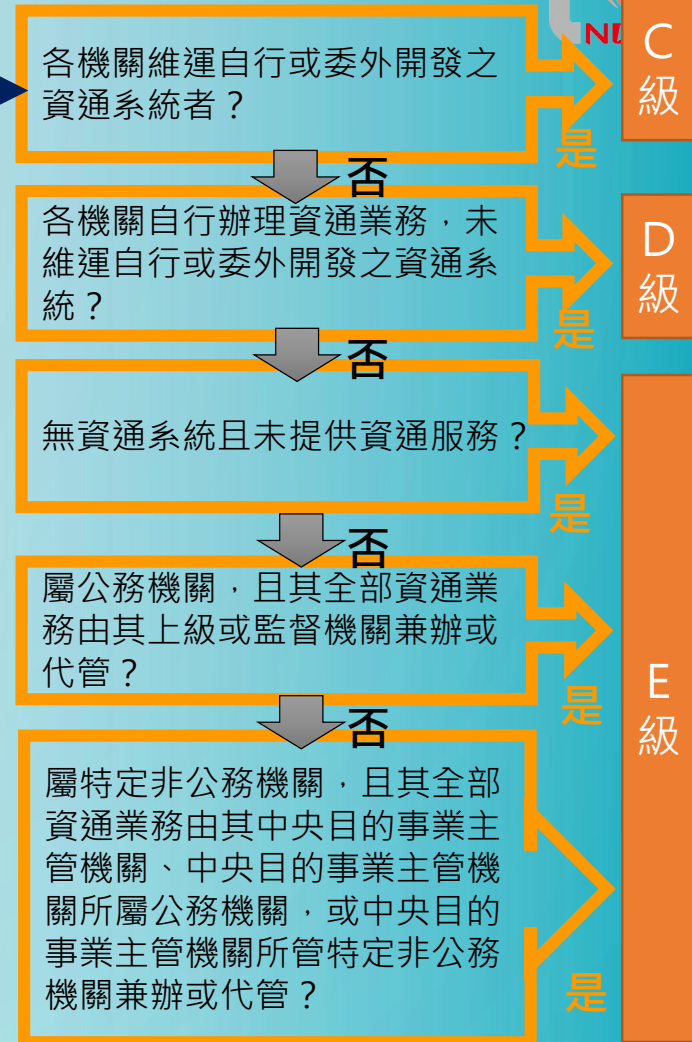 各機關維運自行或委外開發之
資通系統者？
是
C
級
否
各機關自行辦理資通業務，未
維運自行或委外開發之資通系
統？
是
D
級
否
無資通系統且未提供資通服務？
是
否
屬公務機關，且其全部資通業
務由其上級或監督機關兼辦或
代管？
是
E
級
否
屬特定非公務機關，且其全部
資通業務由其中央目的事業主
管機關、中央目的事業主管機
關所屬公務機關，或中央目的
事業主管機關所管特定非公務
機關兼辦或代管？
是